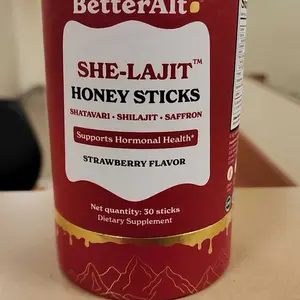 BetterAlt
SHE-LAJIT™
HONEY STICKS
SHATAVARI • SHILAJIT • SAFFRON
Supports Hormonal Health*
STRAWBERRY FLAVOR
Net quantity: 30 sticks
Dietary Supplement